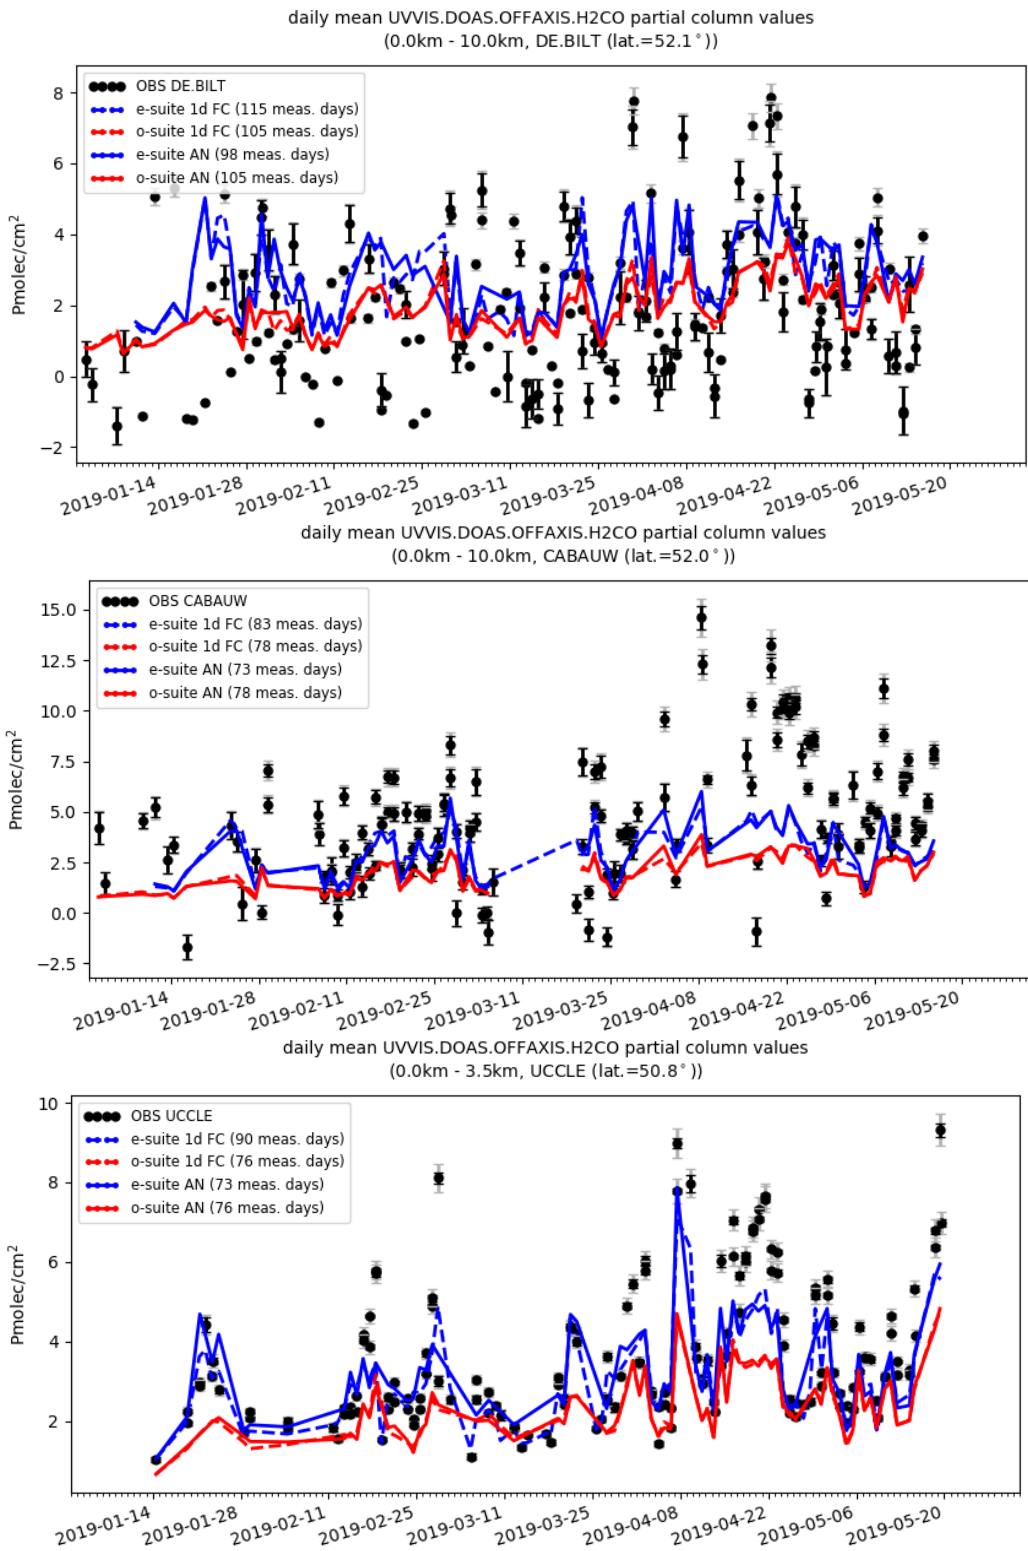 daily mean UVVIS.DOAS.OFFAXIS.H2CO partial column values
(0.0km - 10.0km, DE.BILT (lat.=52.1°))
OBS DE.BILT
e-suite 1d FC (115 meas. days)
o-suite 1d FC (105 meas. days)
e-suite AN (98 meas. days)
o-suite AN (105 meas. days)
Pmolec/cm²
8
6
4
2
0
−2
2019-01-14 2019-01-28 2019-02-11 2019-02-25 2019-03-11 2019-03-25 2019-04-08 2019-04-22 2019-05-06 2019-05-20
daily mean UVVIS.DOAS.OFFAXIS.H2CO partial column values
(0.0km - 10.0km, CABAUW (lat.=52.0°))
OBS CABAUW
e-suite 1d FC (83 meas. days)
o-suite 1d FC (78 meas. days)
e-suite AN (73 meas. days)
o-suite AN (78 meas. days)
Pmolec/cm²
15.0
12.5
10.0
7.5
5.0
2.5
0.0
−2.5
2019-01-14 2019-01-28 2019-02-11 2019-02-25 2019-03-11 2019-03-25 2019-04-08 2019-04-22 2019-05-06 2019-05-20
daily mean UVVIS.DOAS.OFFAXIS.H2CO partial column values
(0.0km - 3.5km, UCCLE (lat.=50.8°))
OBS UCCLE
e-suite 1d FC (90 meas. days)
o-suite 1d FC (76 meas. days)
e-suite AN (73 meas. days)
o-suite AN (76 meas. days)
Pmolec/cm²
10
8
6
4
2
2019-01-14 2019-01-28 2019-02-11 2019-02-25 2019-03-11 2019-03-25 2019-04-08 2019-04-22 2019-05-06 2019-05-20